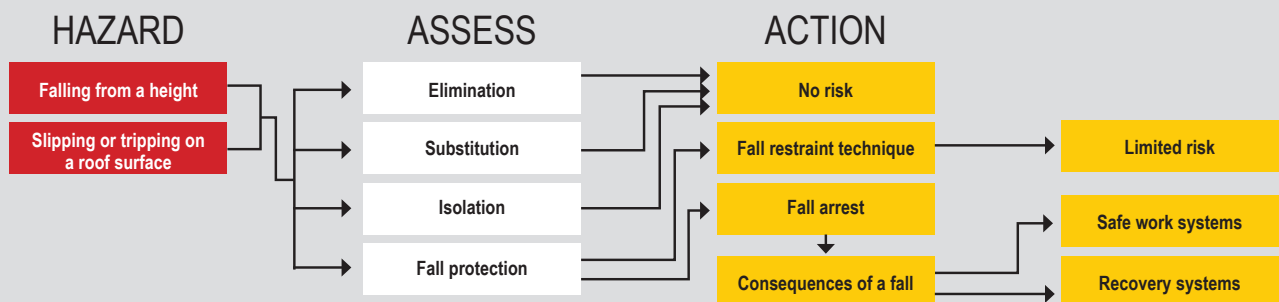 HAZARD
ASSESS
ACTION
Falling from a height
Slipping or tripping on
a roof surface
Elimination
Substitution
Isolation
Fall protection
No risk
Fall restraint technique
Fall arrest
Consequences of a fall
Limited risk
Safe work systems
Recovery systems